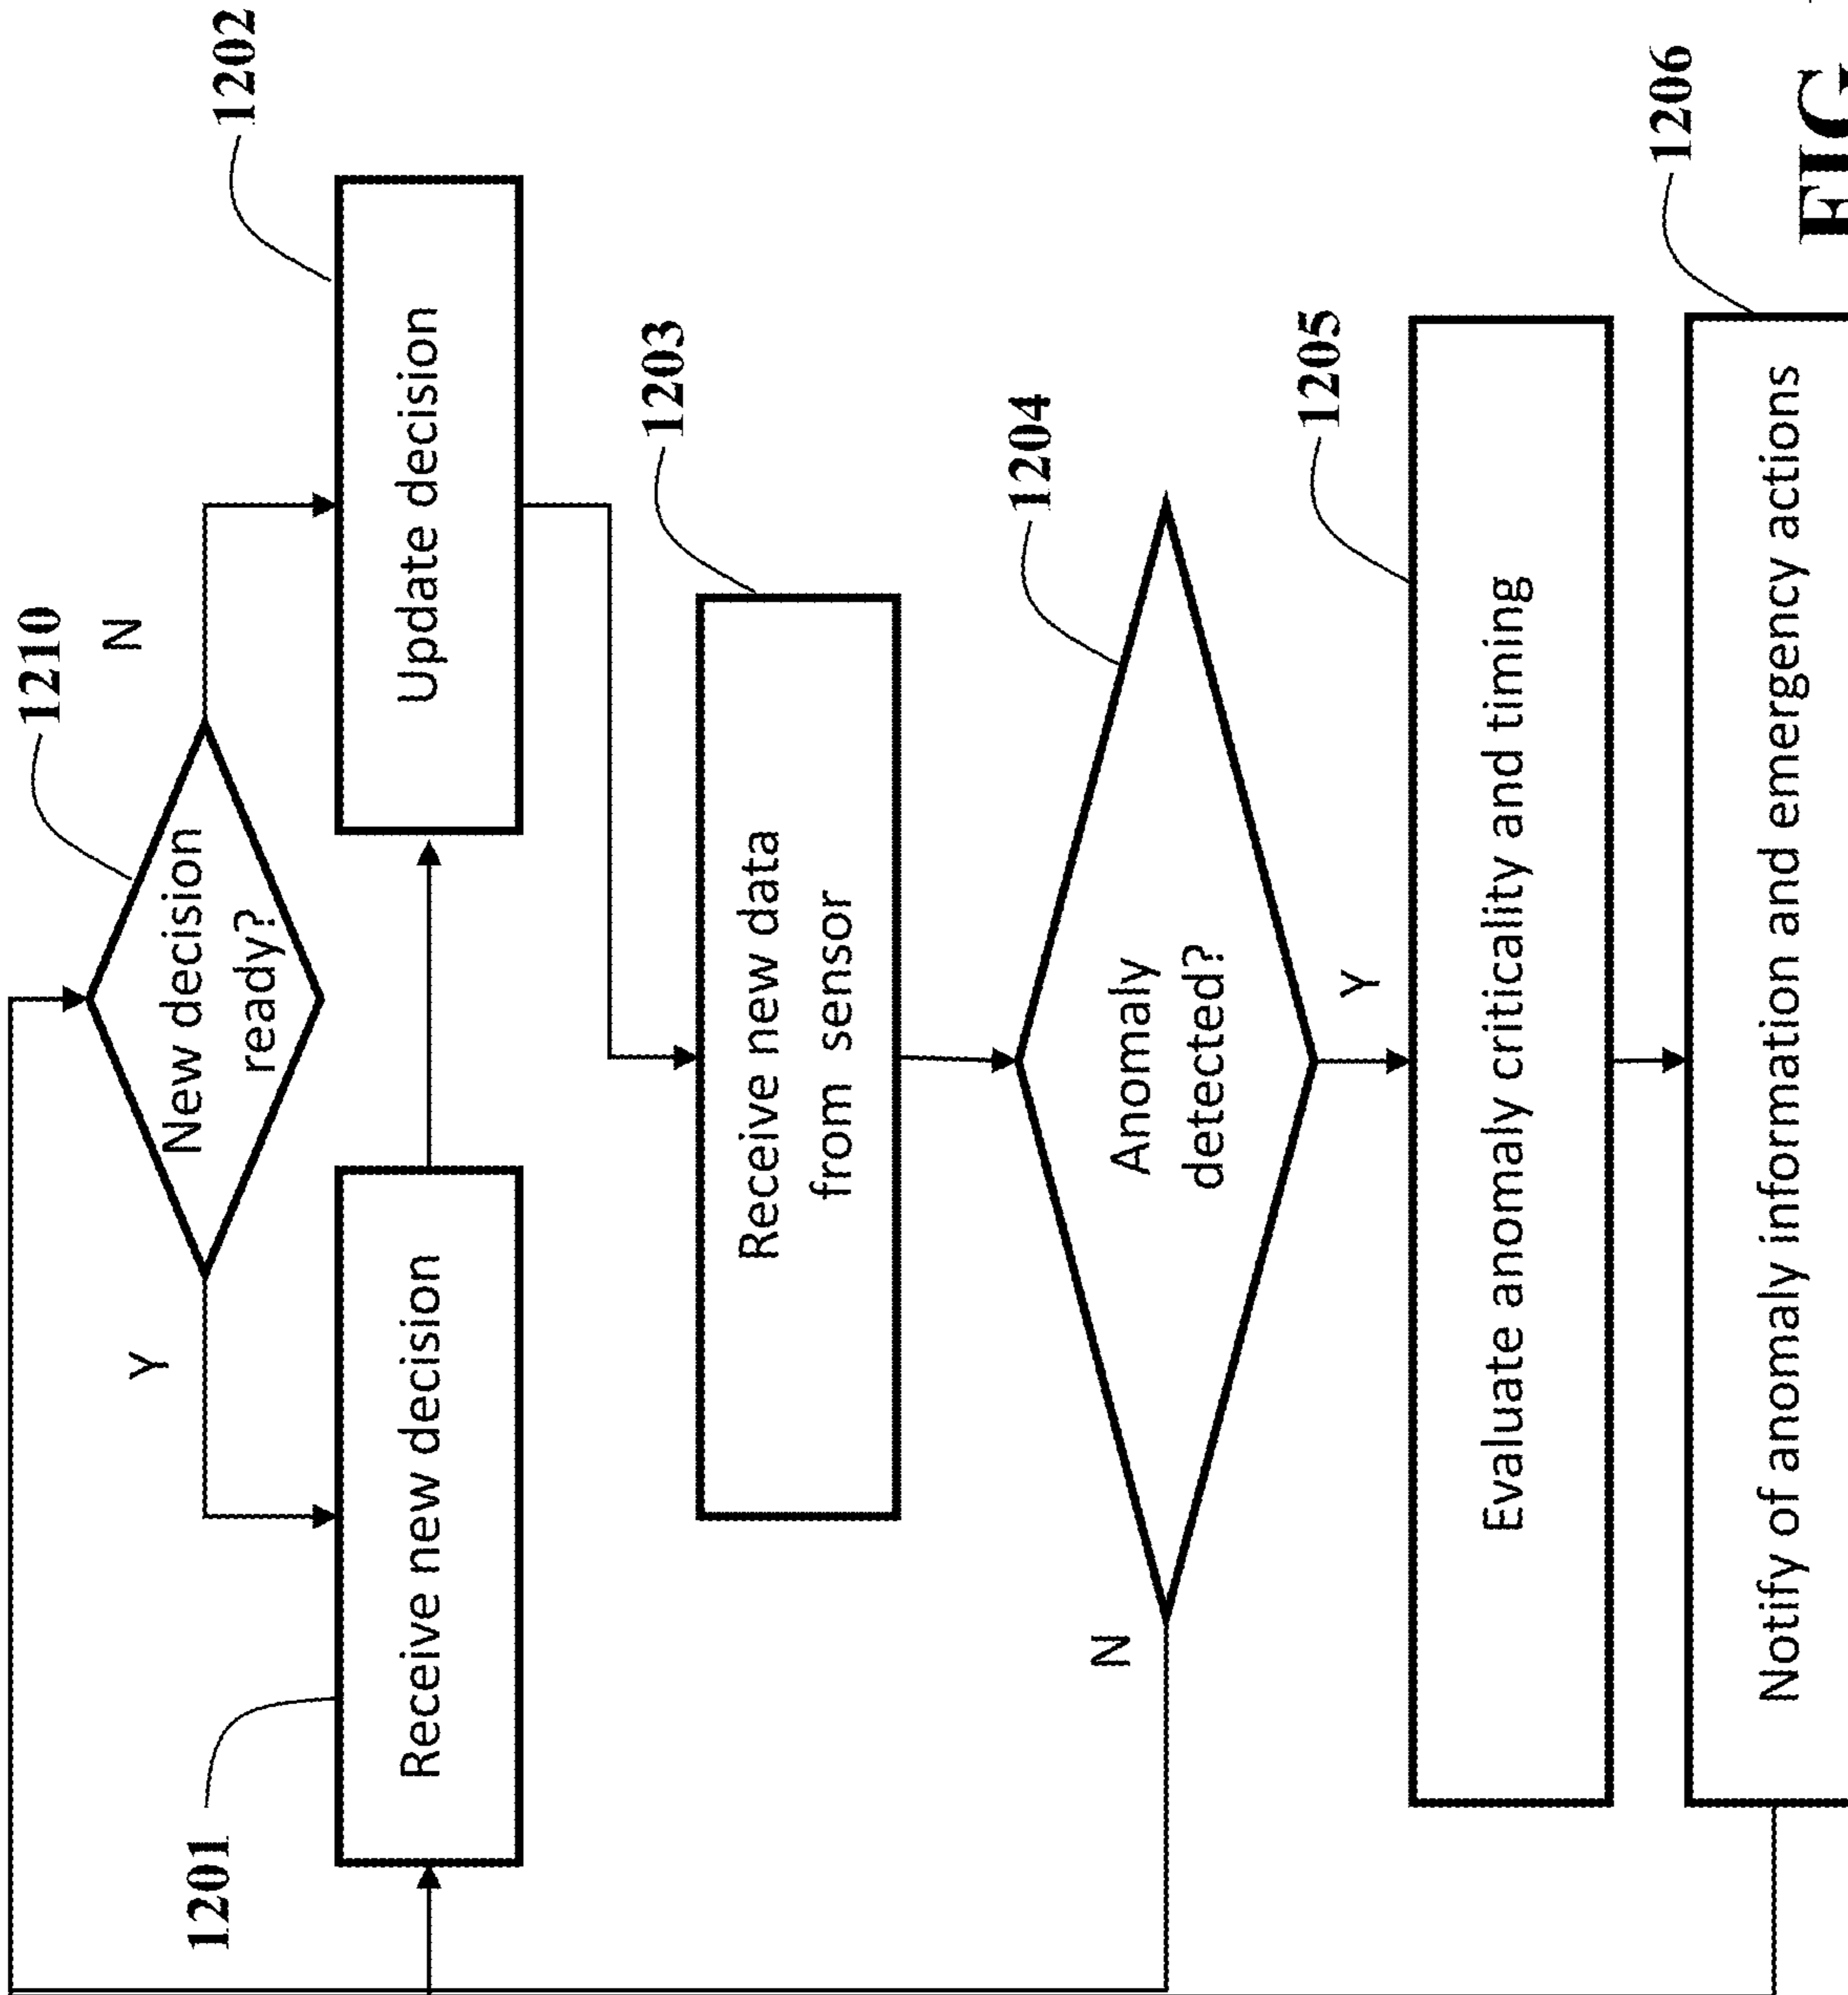 1210
New decision
ready?
Y
N
1201
Receive new decision
Update decision
1202
Receive new data
from sensor
1203
Anomaly
detected?
1204
N
Y
Evaluate anomaly criticality and timing
1205
Notify of anomaly information and emergency actions
1206
FIG